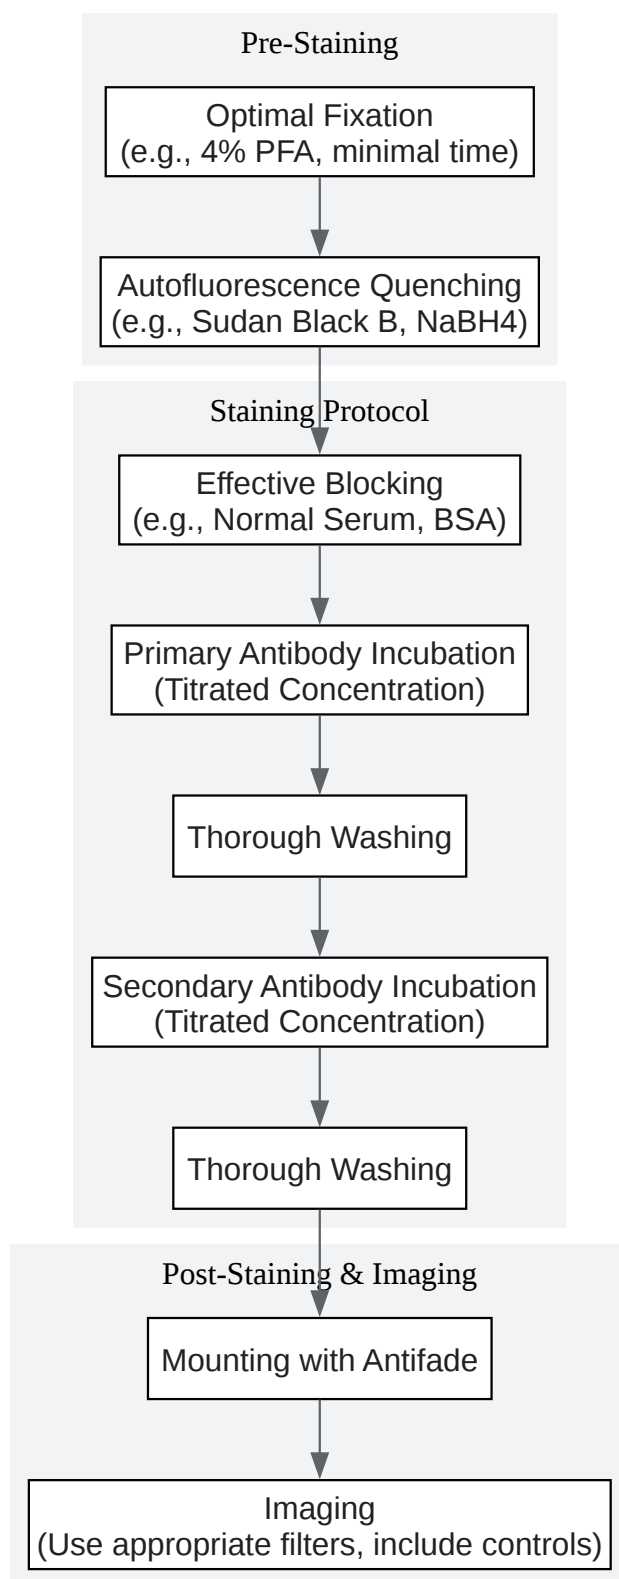 Pre-Staining
Optimal Fixation
(e.g., 4% PFA, minimal time)
Autofluorescence Quenching
(e.g., Sudan Black B, NaBH4)
Staining Protocol
Effective Blocking
(e.g., Normal Serum, BSA)
Primary Antibody Incubation
(Titrated Concentration)
Thorough Washing
Secondary Antibody Incubation
(Titrated Concentration)
Thorough Washing
Post-Staining & Imaging
Mounting with Antifade
Imaging
(Use appropriate filters, include controls)